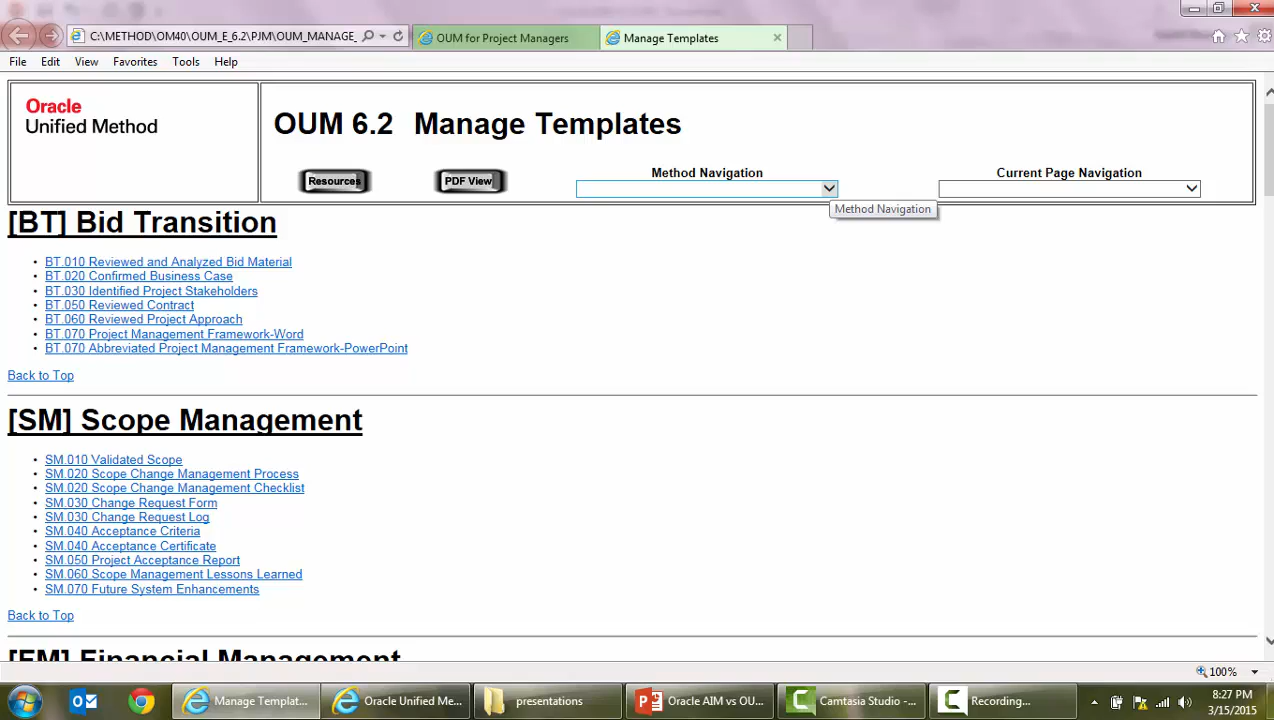 C:\METHOD\OM40\OUM_E_6.2\PJM\OUM_MANAGE_
OUM for Project Managers
Manage Templates
File Edit View Favorites Tools Help
Oracle
Unified Method
OUM 6.2 Manage Templates
Resources
PDF View
Method Navigation
Current Page Navigation
Method Navigation
[BT] Bid Transition
• BT.010 Reviewed and Analyzed Bid Material
• BT.020 Confirmed Business Case
• BT.030 Identified Project Stakeholders
• BT.050 Reviewed Contract
• BT.060 Reviewed Project Approach
• BT.070 Project Management Framework-Word
• BT.070 Abbreviated Project Management Framework-PowerPoint
Back to Top
[SM] Scope Management
• SM.010 Validated Scope
• SM.020 Scope Change Management Process
• SM.020 Scope Change Management Checklist
• SM.030 Change Request Form
• SM.030 Change Request Log
• SM.040 Acceptance Criteria
• SM.040 Acceptance Certificate
• SM.050 Project Acceptance Report
• SM.060 Scope Management Lessons Learned
• SM.070 Future System Enhancements
Back to Top
[FM] Financial Management
100%
Manage Templat...
Oracle Unified Me...
presentations
Oracle AIM vs OU...
Camtasia Studio -...
Recording...
8:27 PM
3/15/2015